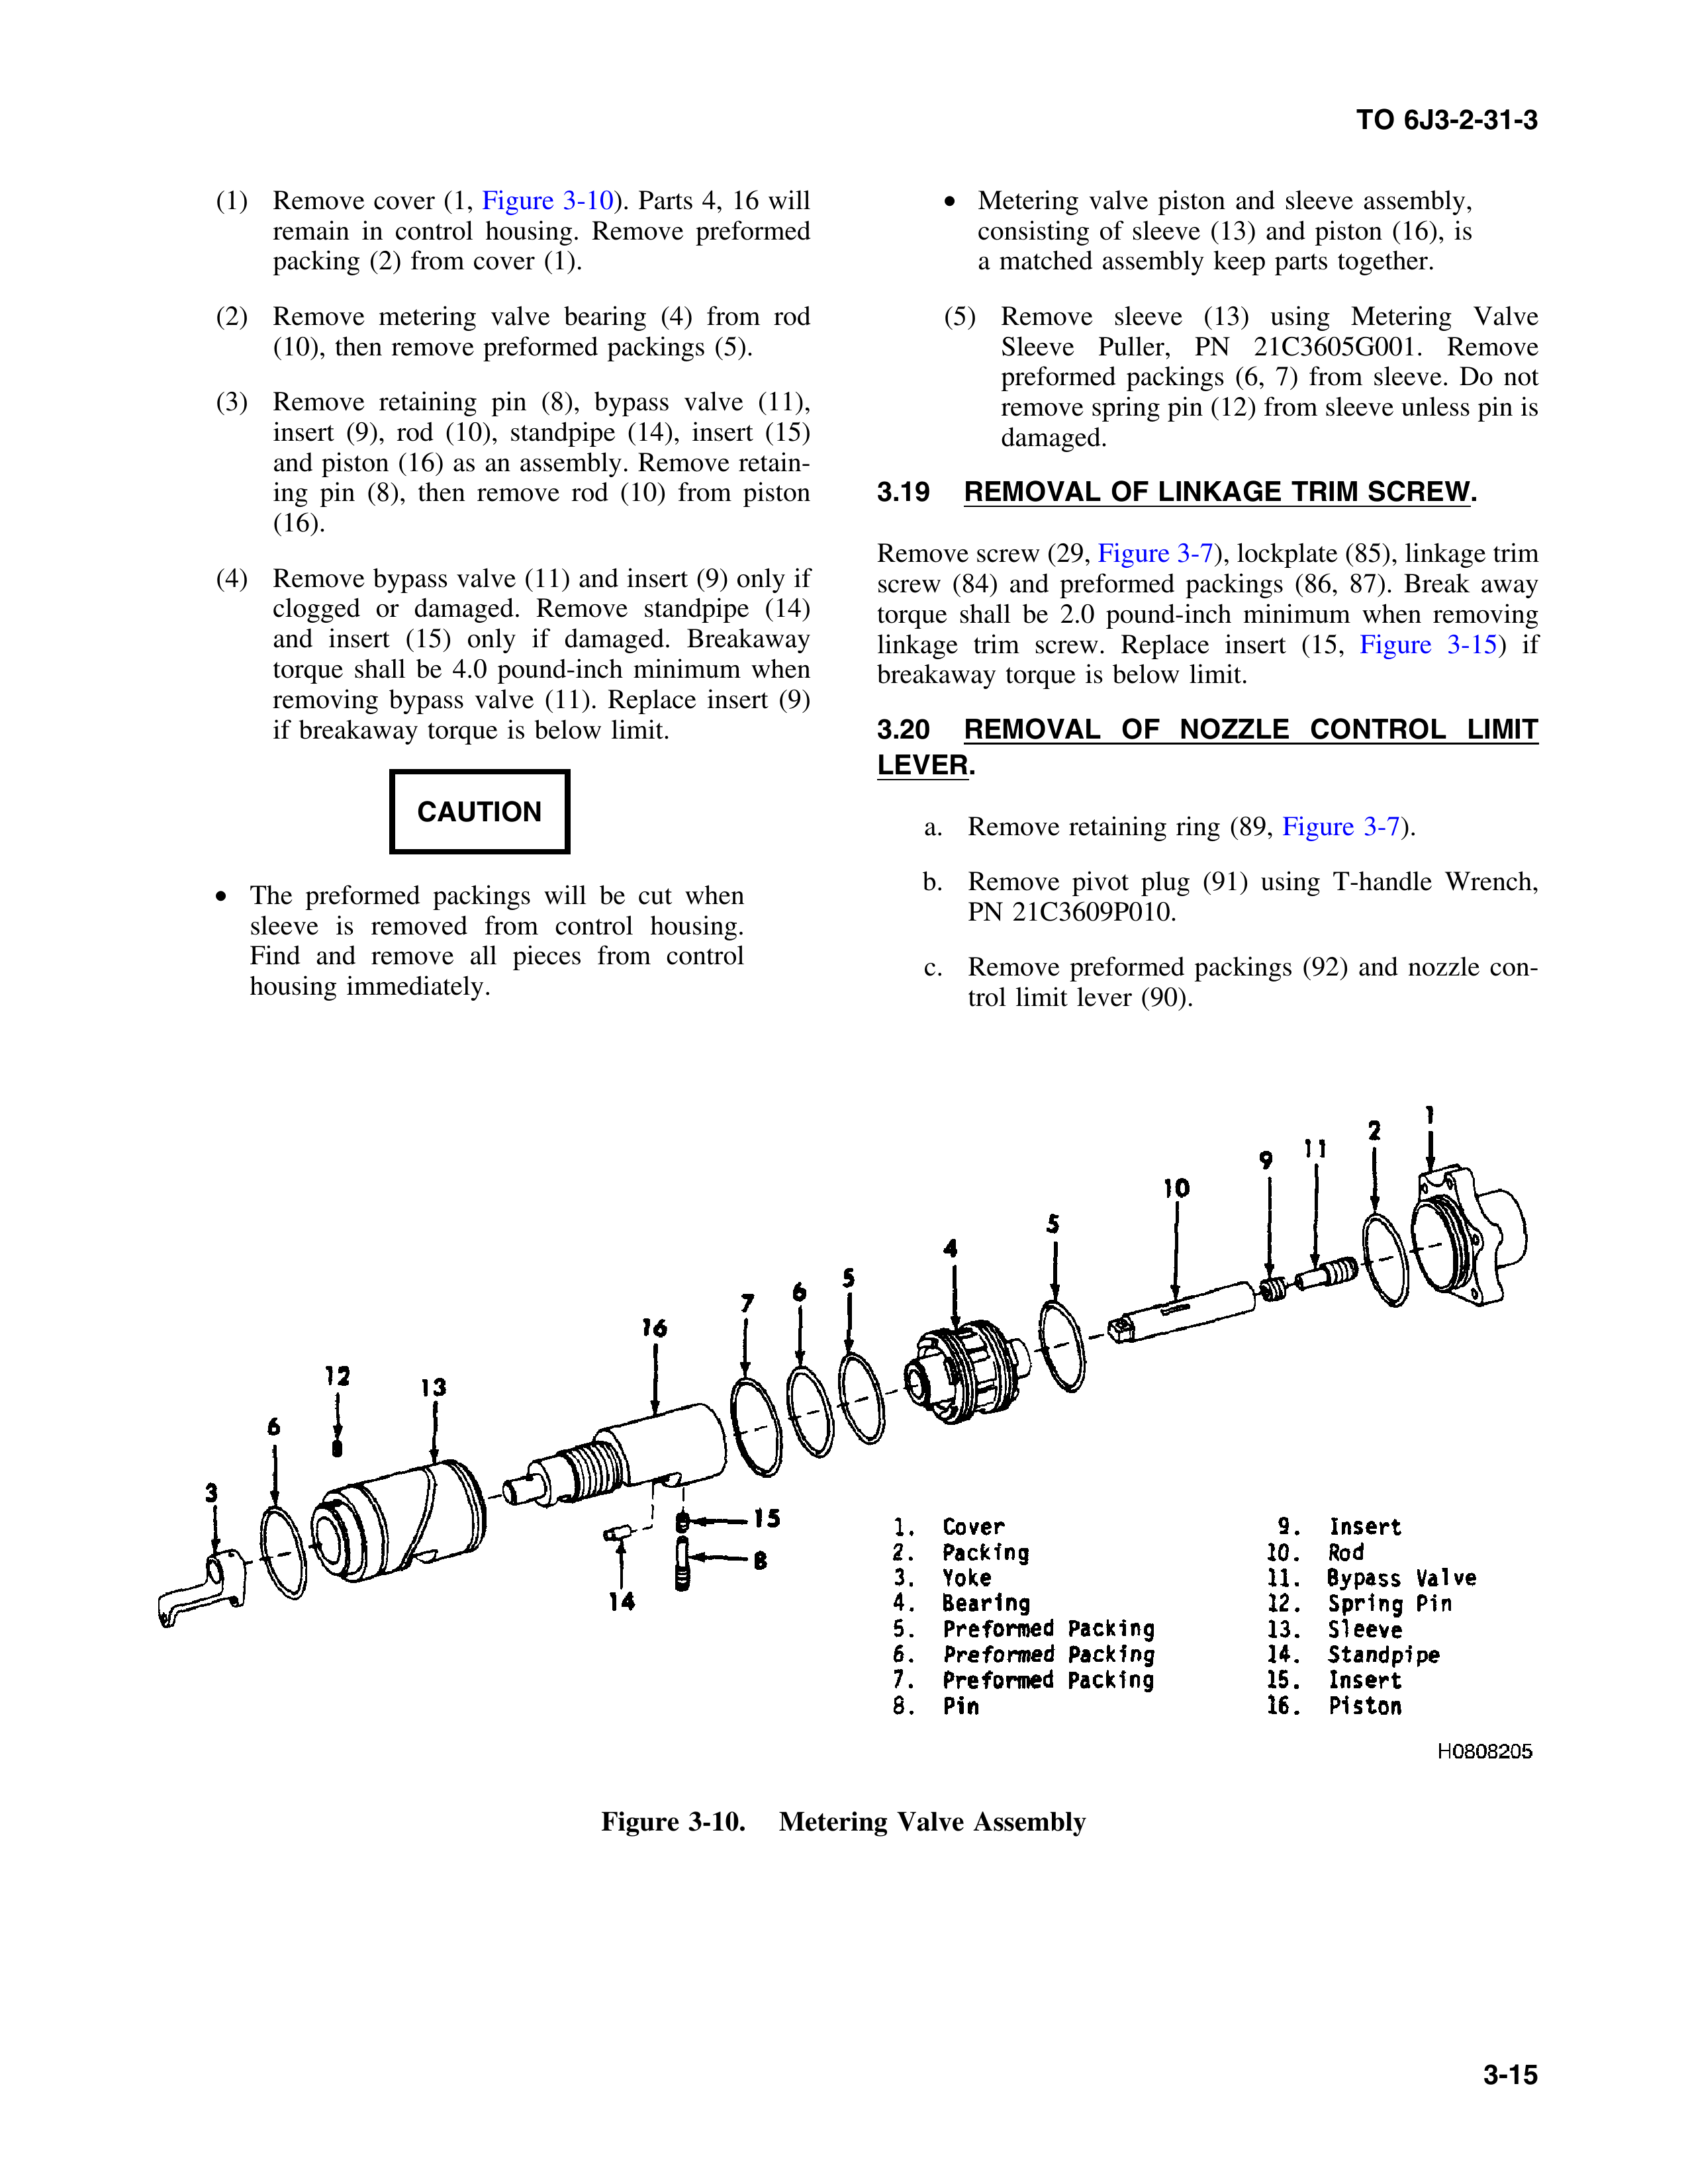 TO 6J3-2-31-3
(1) Remove cover (1, Figure 3-10). Parts 4, 16 will
remain in control housing. Remove preformed
packing (2) from cover (1).
(2) Remove metering valve bearing (4) from rod
(10), then remove preformed packings (5).
(3) Remove retaining pin (8), bypass valve (11),
insert (9), rod (10), standpipe (14), insert (15)
and piston (16) as an assembly. Remove retain-
ing pin (8), then remove rod (10) from piston
(16).
(4) Remove bypass valve (11) and insert (9) only if
clogged or damaged. Remove standpipe (14)
and insert (15) only if damaged. Breakaway
torque shall be 4.0 pound-inch minimum when
removing bypass valve (11). Replace insert (9)
if breakaway torque is below limit.
CAUTION
• The preformed packings will be cut when
sleeve is removed from control housing.
Find and remove all pieces from control
housing immediately.
• Metering valve piston and sleeve assembly,
consisting of sleeve (13) and piston (16), is
a matched assembly keep parts together.
(5) Remove sleeve (13) using Metering Valve
Sleeve Puller, PN 21C3605G001. Remove
preformed packings (6, 7) from sleeve. Do not
remove spring pin (12) from sleeve unless pin is
damaged.
3.19 REMOVAL OF LINKAGE TRIM SCREW.
Remove screw (29, Figure 3-7), lockplate (85), linkage trim
screw (84) and preformed packings (86, 87). Break away
torque shall be 2.0 pound-inch minimum when removing
linkage trim screw. Replace insert (15, Figure 3-15) if
breakaway torque is below limit.
3.20 REMOVAL OF NOZZLE CONTROL LIMIT
LEVER.
a. Remove retaining ring (89, Figure 3-7).
b. Remove pivot plug (91) using T-handle Wrench,
PN 21C3609P010.
c. Remove preformed packings (92) and nozzle con-
trol limit lever (90).
1
2
11
9
10
5
4
5
6
7
16
12
13
6
3
15
8
14
1. Cover
2. Packing
3. Yoke
4. Bearing
5. Preformed Packing
6. Preformed Packing
7. Preformed Packing
8. Pin
9. Insert
10. Rod
11. Bypass Valve
12. Spring Pin
13. Sleeve
14. Standpipe
15. Insert
16. Piston
H0808205
Figure 3-10. Metering Valve Assembly
3-15